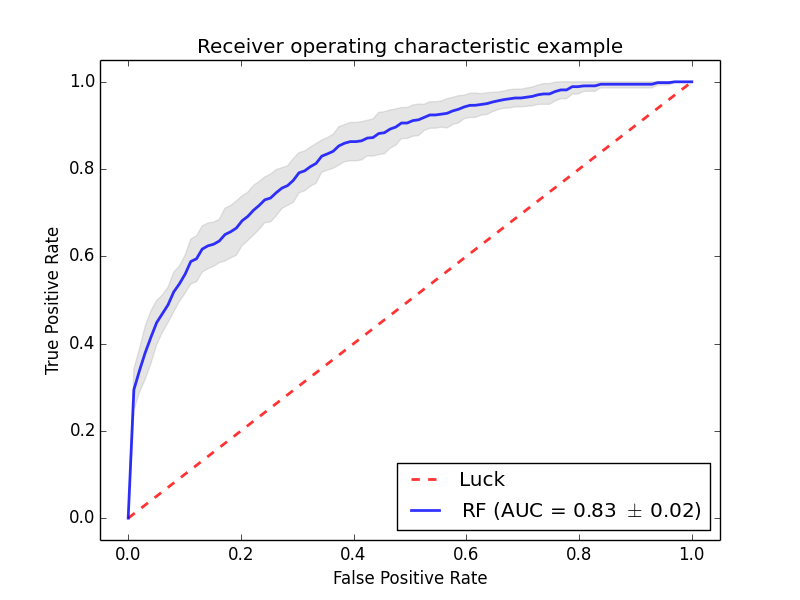 Receiver operating characteristic example
1.0
0.8
0.6
0.4
0.2
0.0
True Positive Rate
Luck
RF (AUC = 0.83 ± 0.02)
0.0 0.2 0.4 0.6 0.8 1.0
False Positive Rate